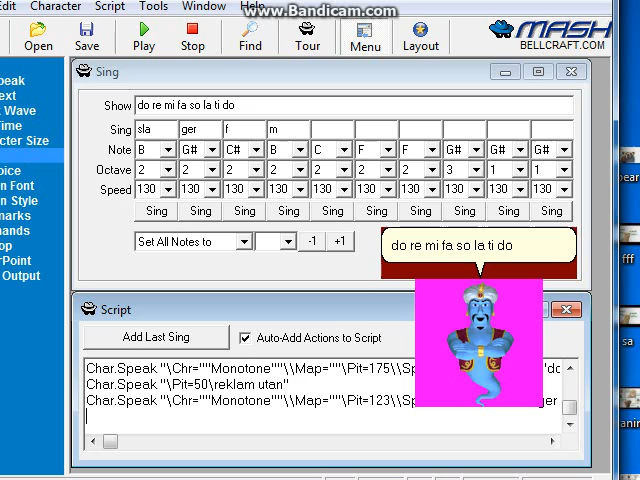 www.Bandicam.com
Edit Character Script Tools Window Help
Open Save Play Stop Find Tour Menu Layout
MASH
BELLCRAFT.COM
Sing
Show do re mi fa so la ti do
Sing sla ger f m
Note B G# C# B C F F G# G# G#
Octave 2 2 2 2 2 2 2 3 1 1
Speed 130 130 130 130 130 130 130 130 130 130
Sing Sing Sing Sing Sing Sing Sing Sing Sing Sing
Set All Notes to -1 +1
do re mi fa so la ti do
Script
Add Last Sing Auto-Add Actions to Script
Char.Speak "\Chr=""Monotone""\\Map=""\Pit=175\\Sp "do
Char.Speak "\Pit=50\reklam utan"
Char.Speak "\Chr=""Monotone""\\Map=""\Pit=123\\Sp ger
peak
ext
k Wave
Time
cter Size
oice
n Font
n Style
marks
mands
op
rPoint
Output
pear
fff
sa
anir